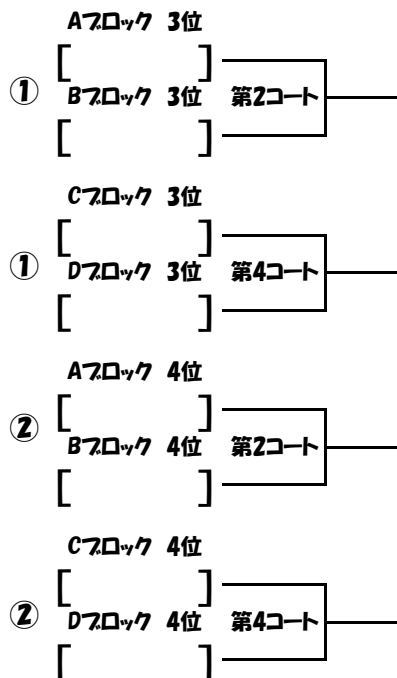 Aブロック 3位
[ ]
① Bブロック 3位 第2コート
[ ]
Cブロック 3位
[ ]
① Dブロック 3位 第4コート
[ ]
Aブロック 4位
[ ]
② Bブロック 4位 第2コート
[ ]
Cブロック 4位
[ ]
② Dブロック 4位 第4コート
[ ]